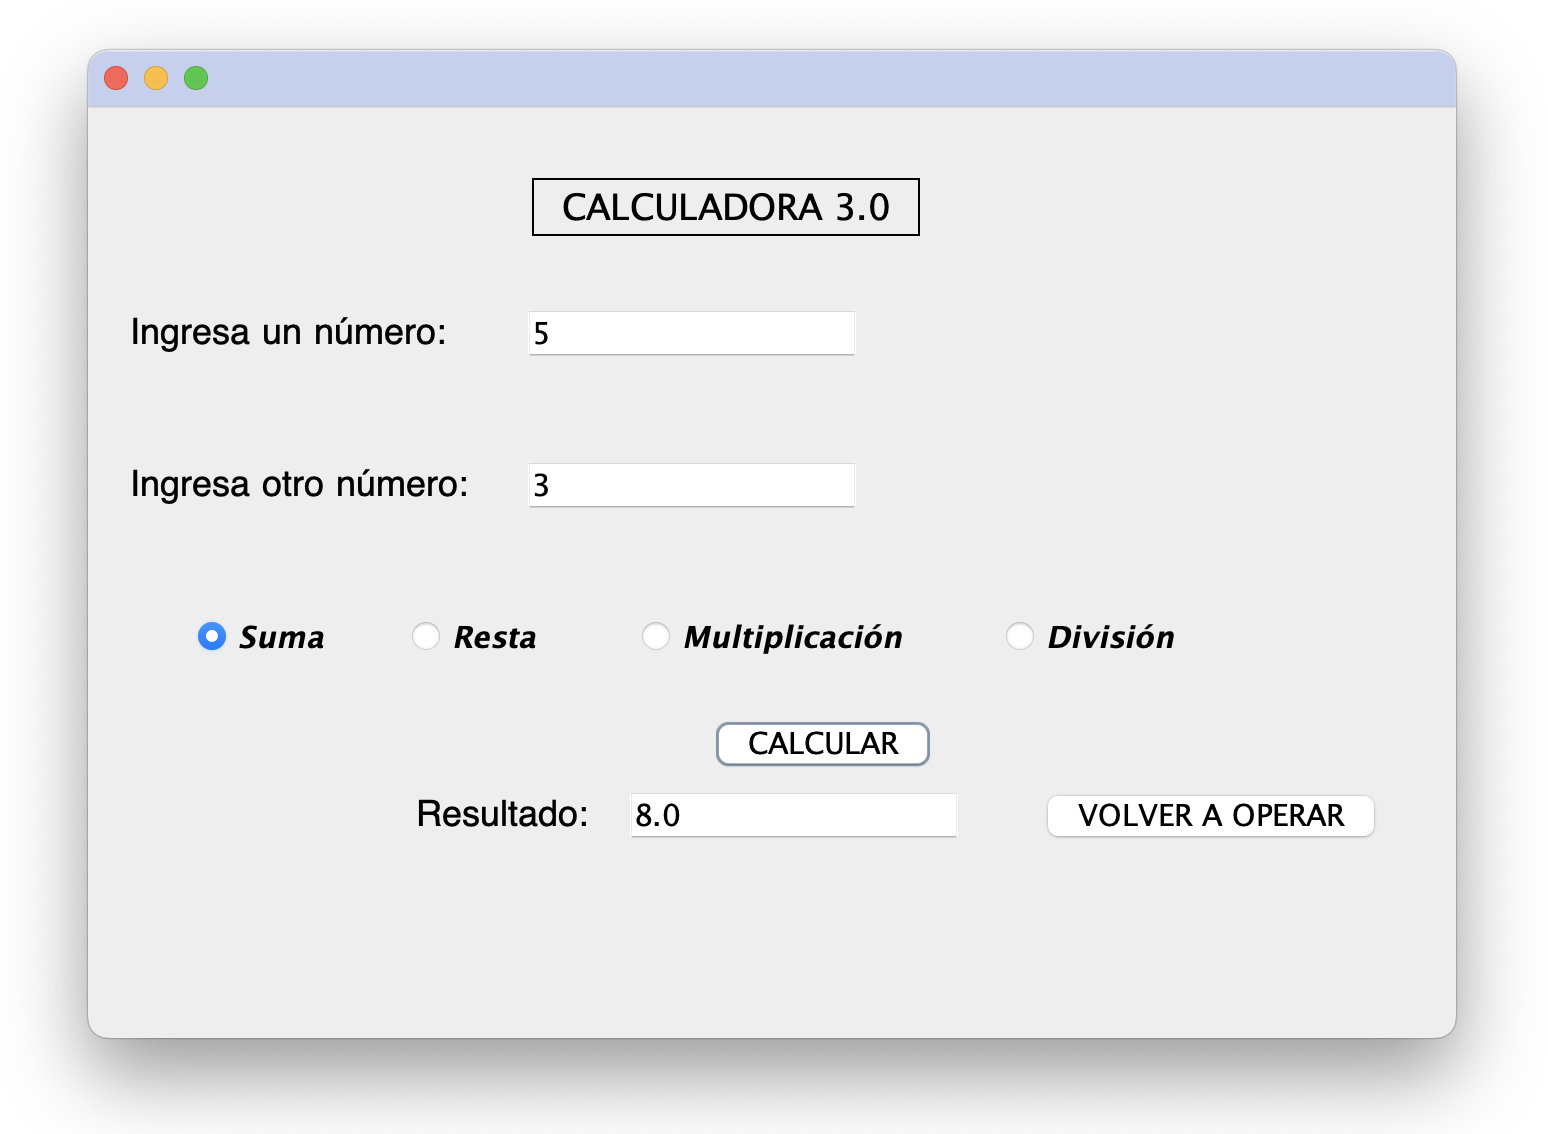 CALCULADORA 3.0
Ingresa un número: 5
Ingresa otro número: 3
Suma Resta Multiplicación División
CALCULAR
Resultado: 8.0 VOLVER A OPERAR